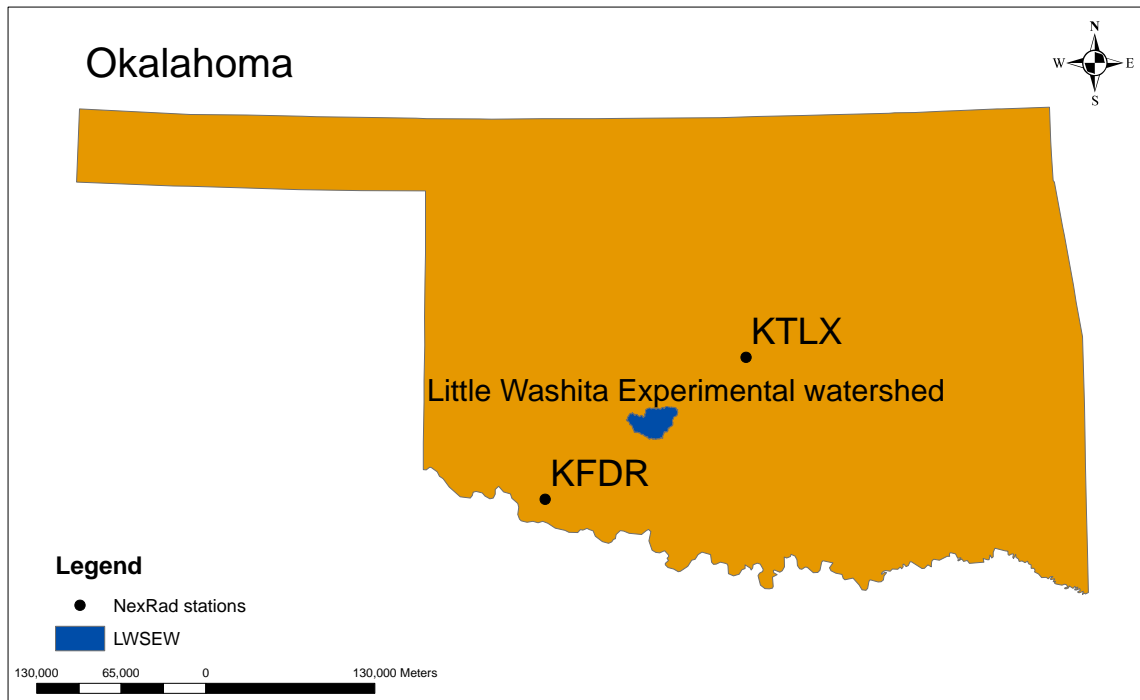 Okalahoma
N
W E
S
KTLX
Little Washita Experimental watershed
KFDR
Legend
NexRad stations
LWSEW
130,000 65,000 0 130,000 Meters